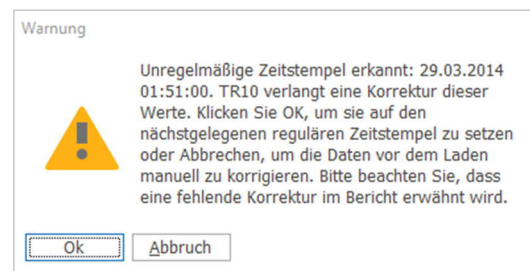 Warnung
Unregelmäßige Zeitstempel erkannt: 29.03.2014
01:51:00. TR10 verlangt eine Korrektur dieser
Werte. Klicken Sie OK, um sie auf den
nächstgelegenen regulären Zeitstempel zu setzen
oder Abbrechen, um die Daten vor dem Laden
manuell zu korrigieren. Bitte beachten Sie, dass
eine fehlende Korrektur im Bericht erwähnt wird.
Ok
Abbruch